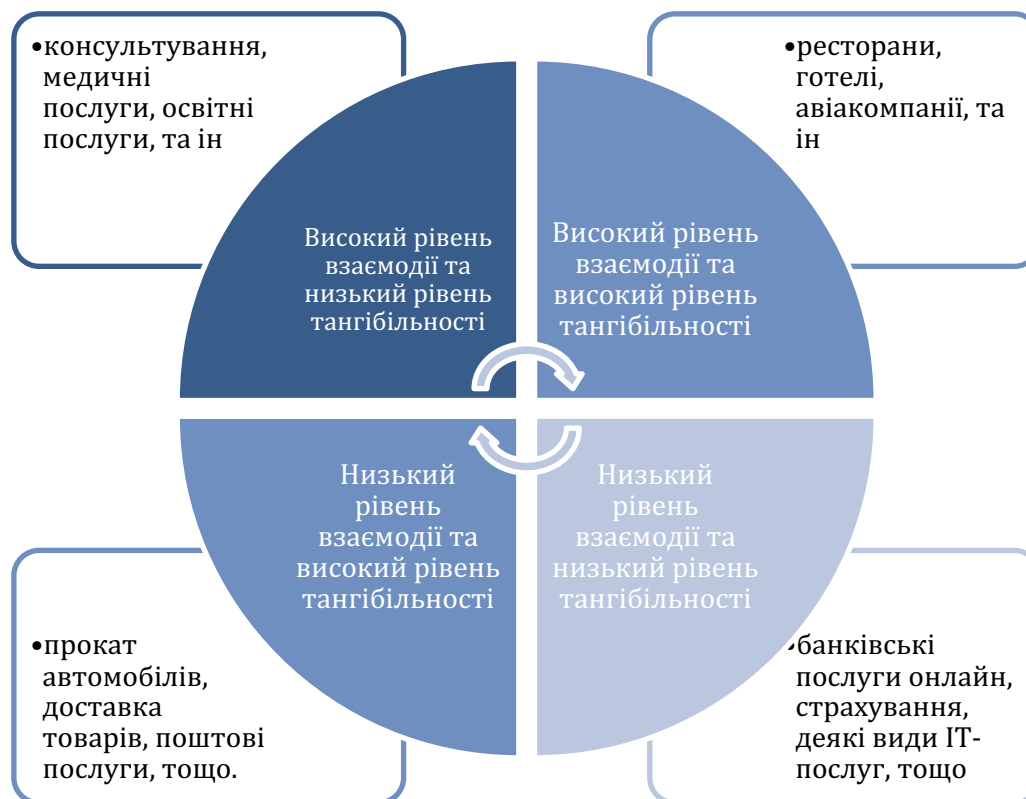 •консультування,
медичні
послуги, освітні
послуги, та ін
•ресторани,
готелі,
авіакомпанії, та
ін
Високий рівень
взаємодії та
низький рівень
тангібільності
Високий рівень
взаємодії та
високий рівень
тангібільності
Низький
рівень
взаємодії та
високий рівень
тангібільності
Низький
рівень
взаємодії та
низький рівень
тангібільності
•прокат
автомобілів,
доставка
товарів, поштові
послуги, тощо.
•банківські
послуги онлайн,
страхування,
деякі види ІТ-
послуг, тощо